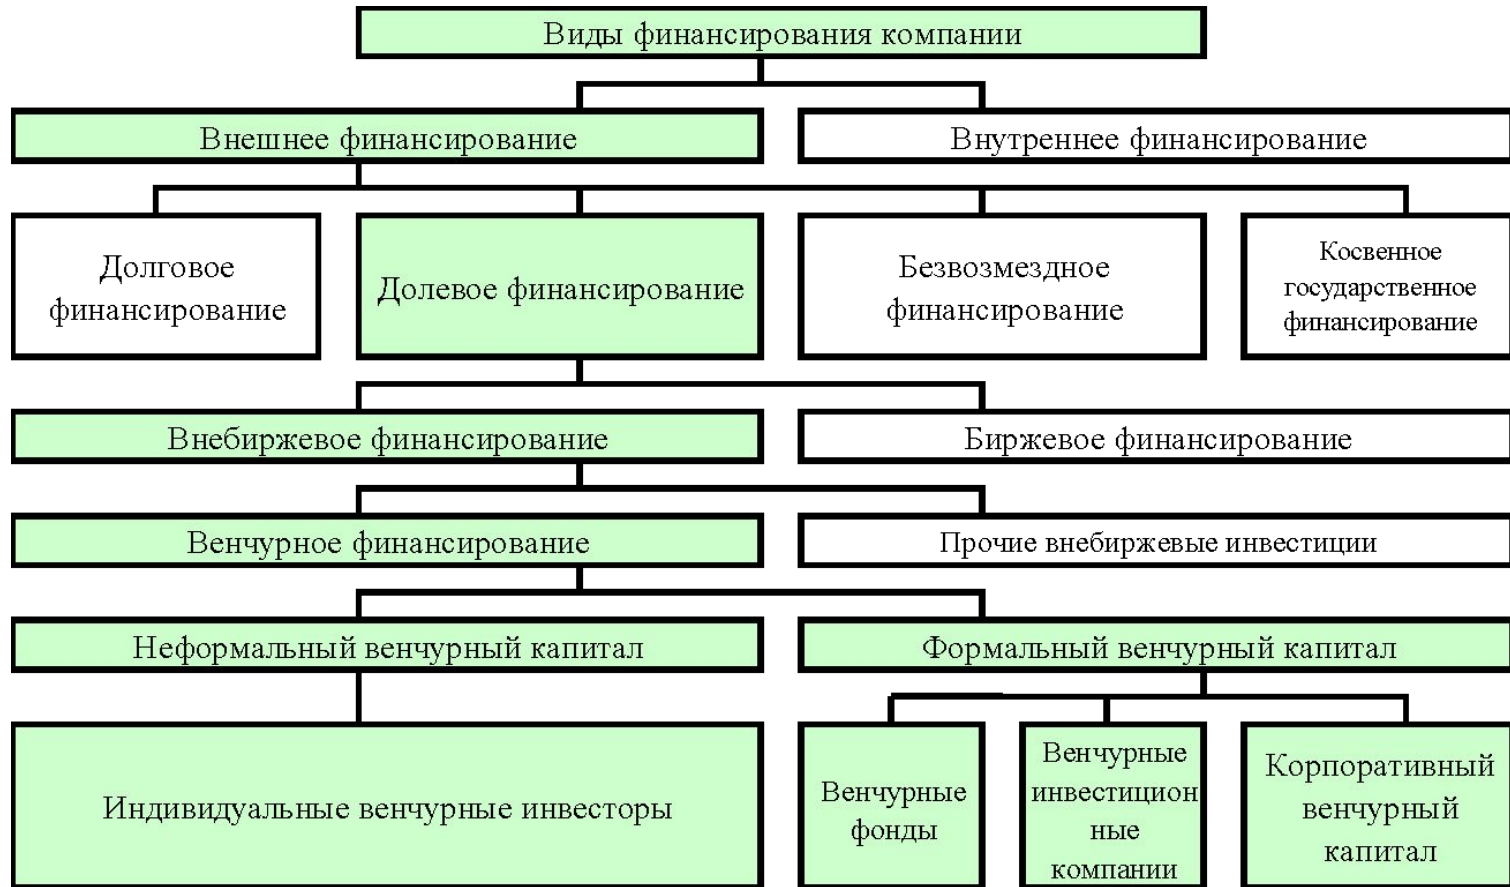 Виды финансирования компании
Внешнее финансирование
Внутреннее финансирование
Долговое
финансирование
Долевое финансирование
Безвозмездное
финансирование
Косвенное
государственное
финансирование
Внебиржевое финансирование
Биржевое финансирование
Венчурное финансирование
Прочие внебиржевые инвестиции
Неформальный венчурный капитал
Формальный венчурный капитал
Индивидуальные венчурные инвесторы
Венчурные
фонды
Венчурные
инвестицион
ные
компании
Корпоративный
венчурный
капитал